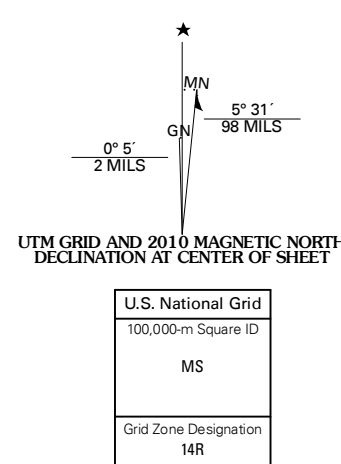 MN
GN
5° 31´
98 MILS
0° 5´
2 MILS
UTM GRID AND 2010 MAGNETIC NORTH
DECLINATION AT CENTER OF SHEET
U.S. National Grid
100,000-m Square ID
MS
Grid Zone Designation
14R